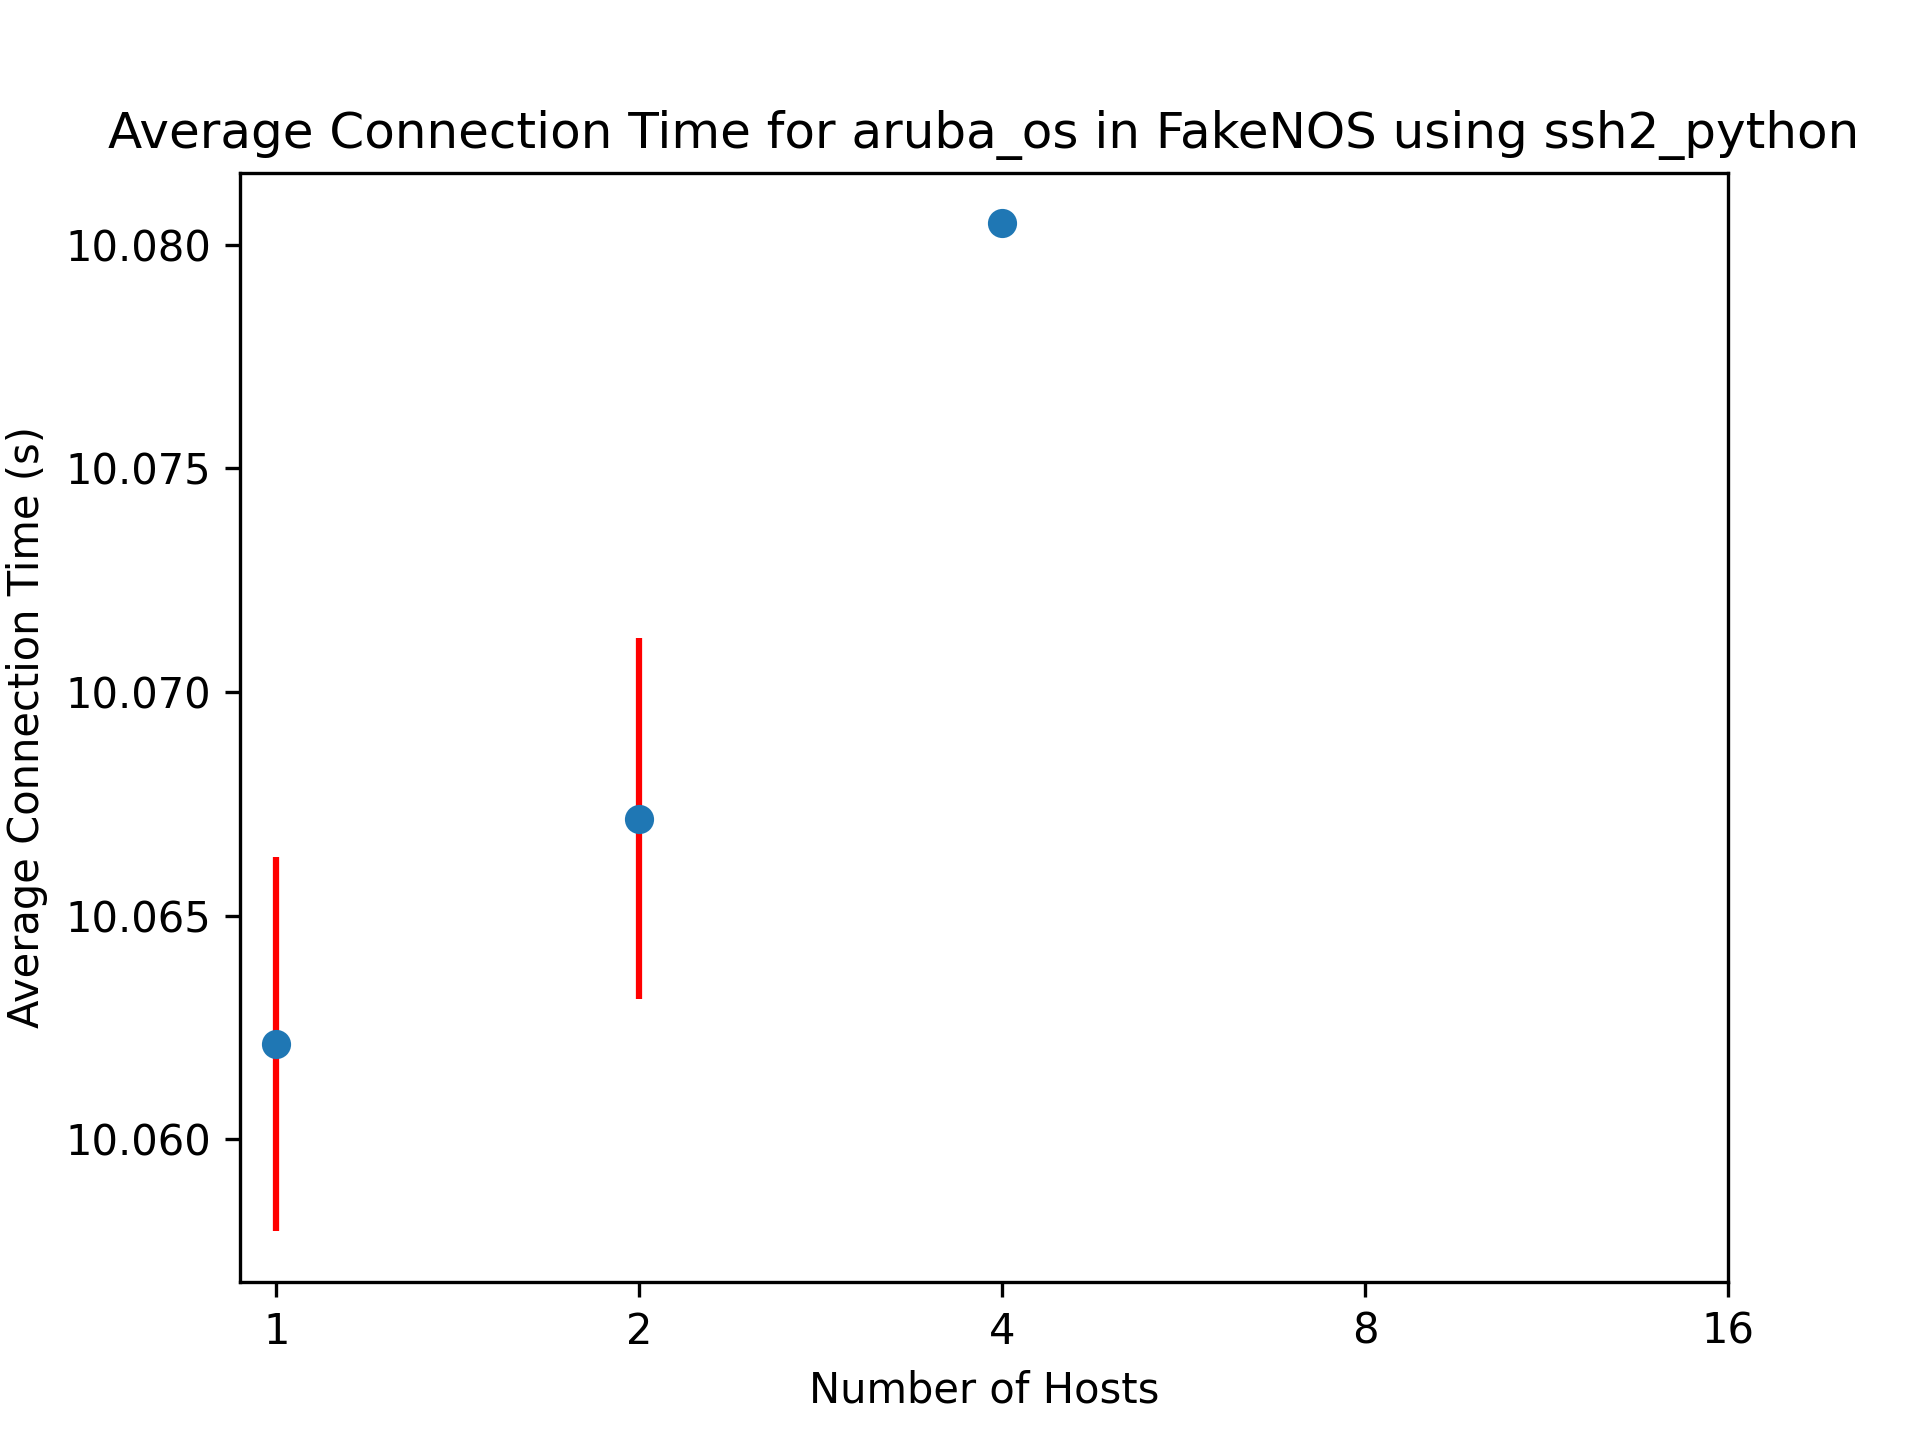 Average Connection Time for aruba_os in FakeNOS using ssh2_python
Average Connection Time (s)
10.080
10.075
10.070
10.065
10.060
1 2 4 8 16
Number of Hosts